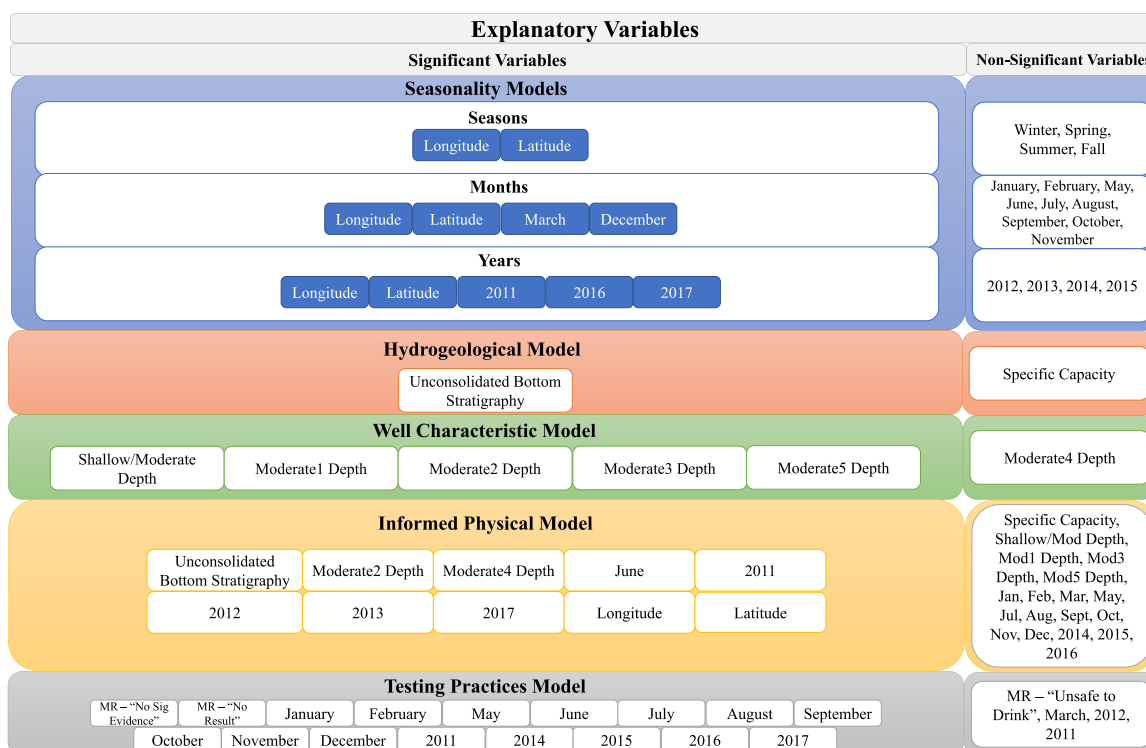 Explanatory Variables
Significant Variables
Non-Significant Variables
Seasonality Models
Seasons
Longitude
Latitude
Winter, Spring,
Summer, Fall
Months
Longitude
Latitude
March
December
January, February, May,
June, July, August,
September, October,
November
Years
Longitude
Latitude
2011
2016
2017
2012, 2013, 2014, 2015
Hydrogeological Model
Unconsolidated Bottom
Stratigraphy
Specific Capacity
Well Characteristic Model
Shallow/Moderate
Depth
Moderate1 Depth
Moderate2 Depth
Moderate3 Depth
Moderate5 Depth
Moderate4 Depth
Informed Physical Model
Unconsolidated
Bottom Stratigraphy
Moderate2 Depth
Moderate4 Depth
June
2011
2012
2013
2017
Longitude
Latitude
Specific Capacity,
Shallow/Mod Depth,
Mod1 Depth, Mod3
Depth, Mod5 Depth,
Jan, Feb, Mar, May,
Jul, Aug, Sept, Oct,
Nov, Dec, 2014, 2015,
2016
Testing Practices Model
MR – “No Sig
Evidence”
MR – “No
Result”
January
February
May
June
July
August
September
October
November
December
2011
2014
2015
2016
2017
MR – “Unsafe to
Drink”, March, 2012,
2011